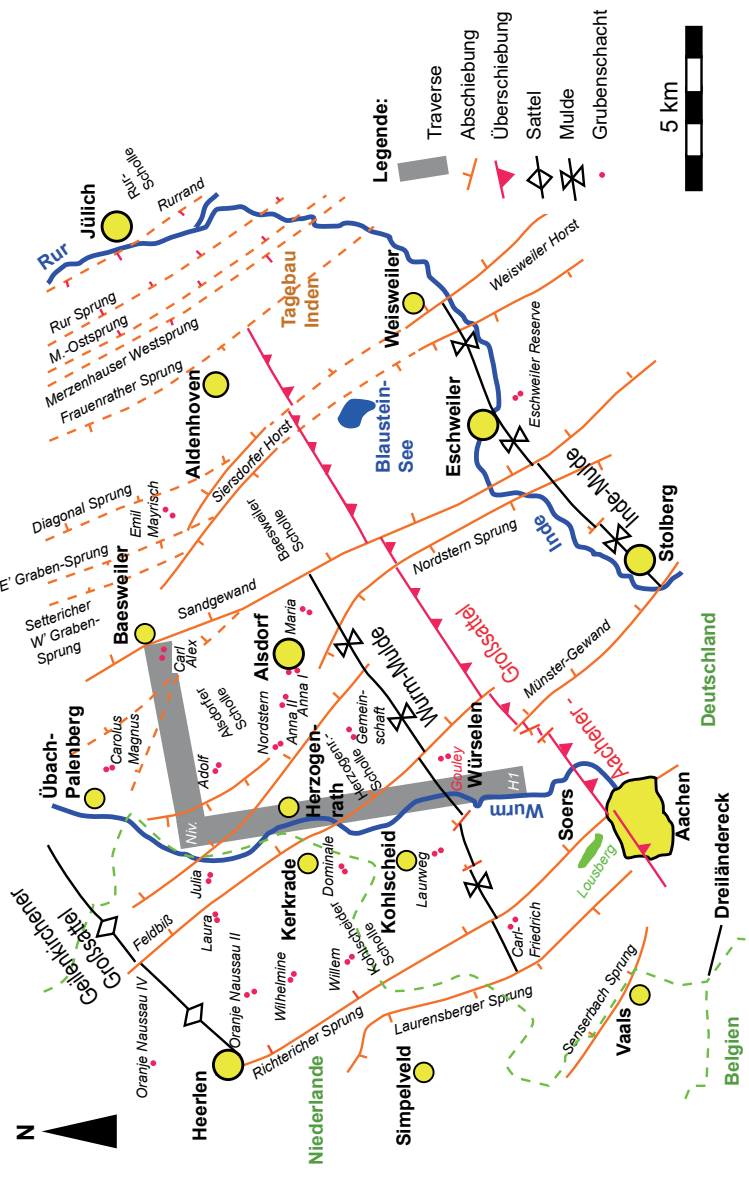 N
Rur
Jülich
Rur-
Scholle
Rurrand
Rur Sprung
M.-Ostsprung
Merzenhauser Westsprung
Frauenrather Sprung
Tagebau
Inden
Aldenhoven
Weisweiler
Weisweiler Horst
Blaustein-
See
Siersdorfer Horst
Diagonal Sprung
Emil
Mayrisch
E' Graben-Sprung
Settericher
W' Graben-
Sprung
Baesweiler
Baesweiler
Scholle
Sandgewand
Carl
Alex
Alsdorf
Maria
Alsdorfer
Scholle
Nordstern
Anna II
Anna I
Übach-
Palenberg
Carolus
Magnus
Adolf
Niv.
Herzogen-
rath
Herzogenr.-
Scholle
Gemein-
schaft
Wurm-Mulde
Gouley
Würselen
H1
Wurm
Nordstern Sprung
Eschweiler
Eschweiler Reserve
Inde
Inde-Mulde
Stolberg
Aachener -
Großsattel
Münster-Gewand
Geilenkirchener
Großsattel
Feldbiß
Julia
Laura
Oranje Naussau IV
Oranje Naussau II
Heerlen
Kerkrade
Dominale
Wilhelmine
Willem
Kohlscheider
Scholle
Kohlscheid
Laurweg
Richtericher Sprung
Laurensberger Sprung
Carl-
Friedrich
Niederlande
Simpelveld
Soers
Lousberg
Aachen
Senserbach Sprung
Vaals
Dreiländereck
Belgien
Deutschland
Legende:
Traverse
Abschiebung
Überschiebung
Sattel
Mulde
Grubenschacht
5 km